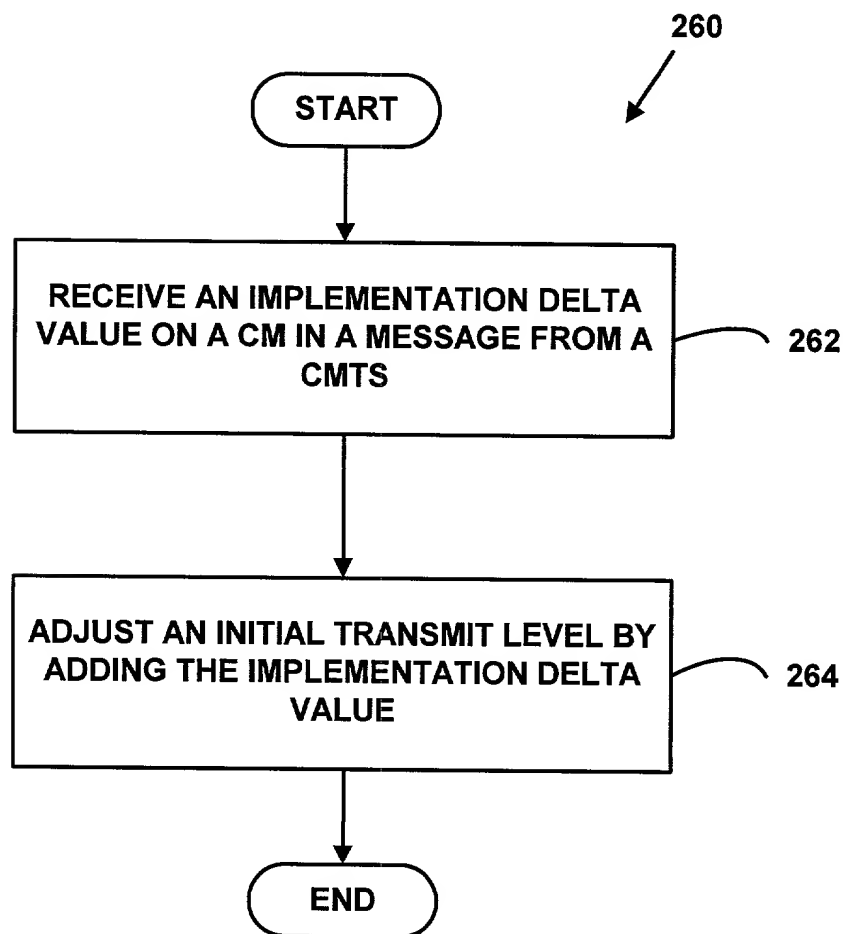 260
START
RECEIVE AN IMPLEMENTATION DELTA
VALUE ON A CM IN A MESSAGE FROM A
CMTS
262
ADJUST AN INITIAL TRANSMIT LEVEL BY
ADDING THE IMPLEMENTATION DELTA
VALUE
264
END